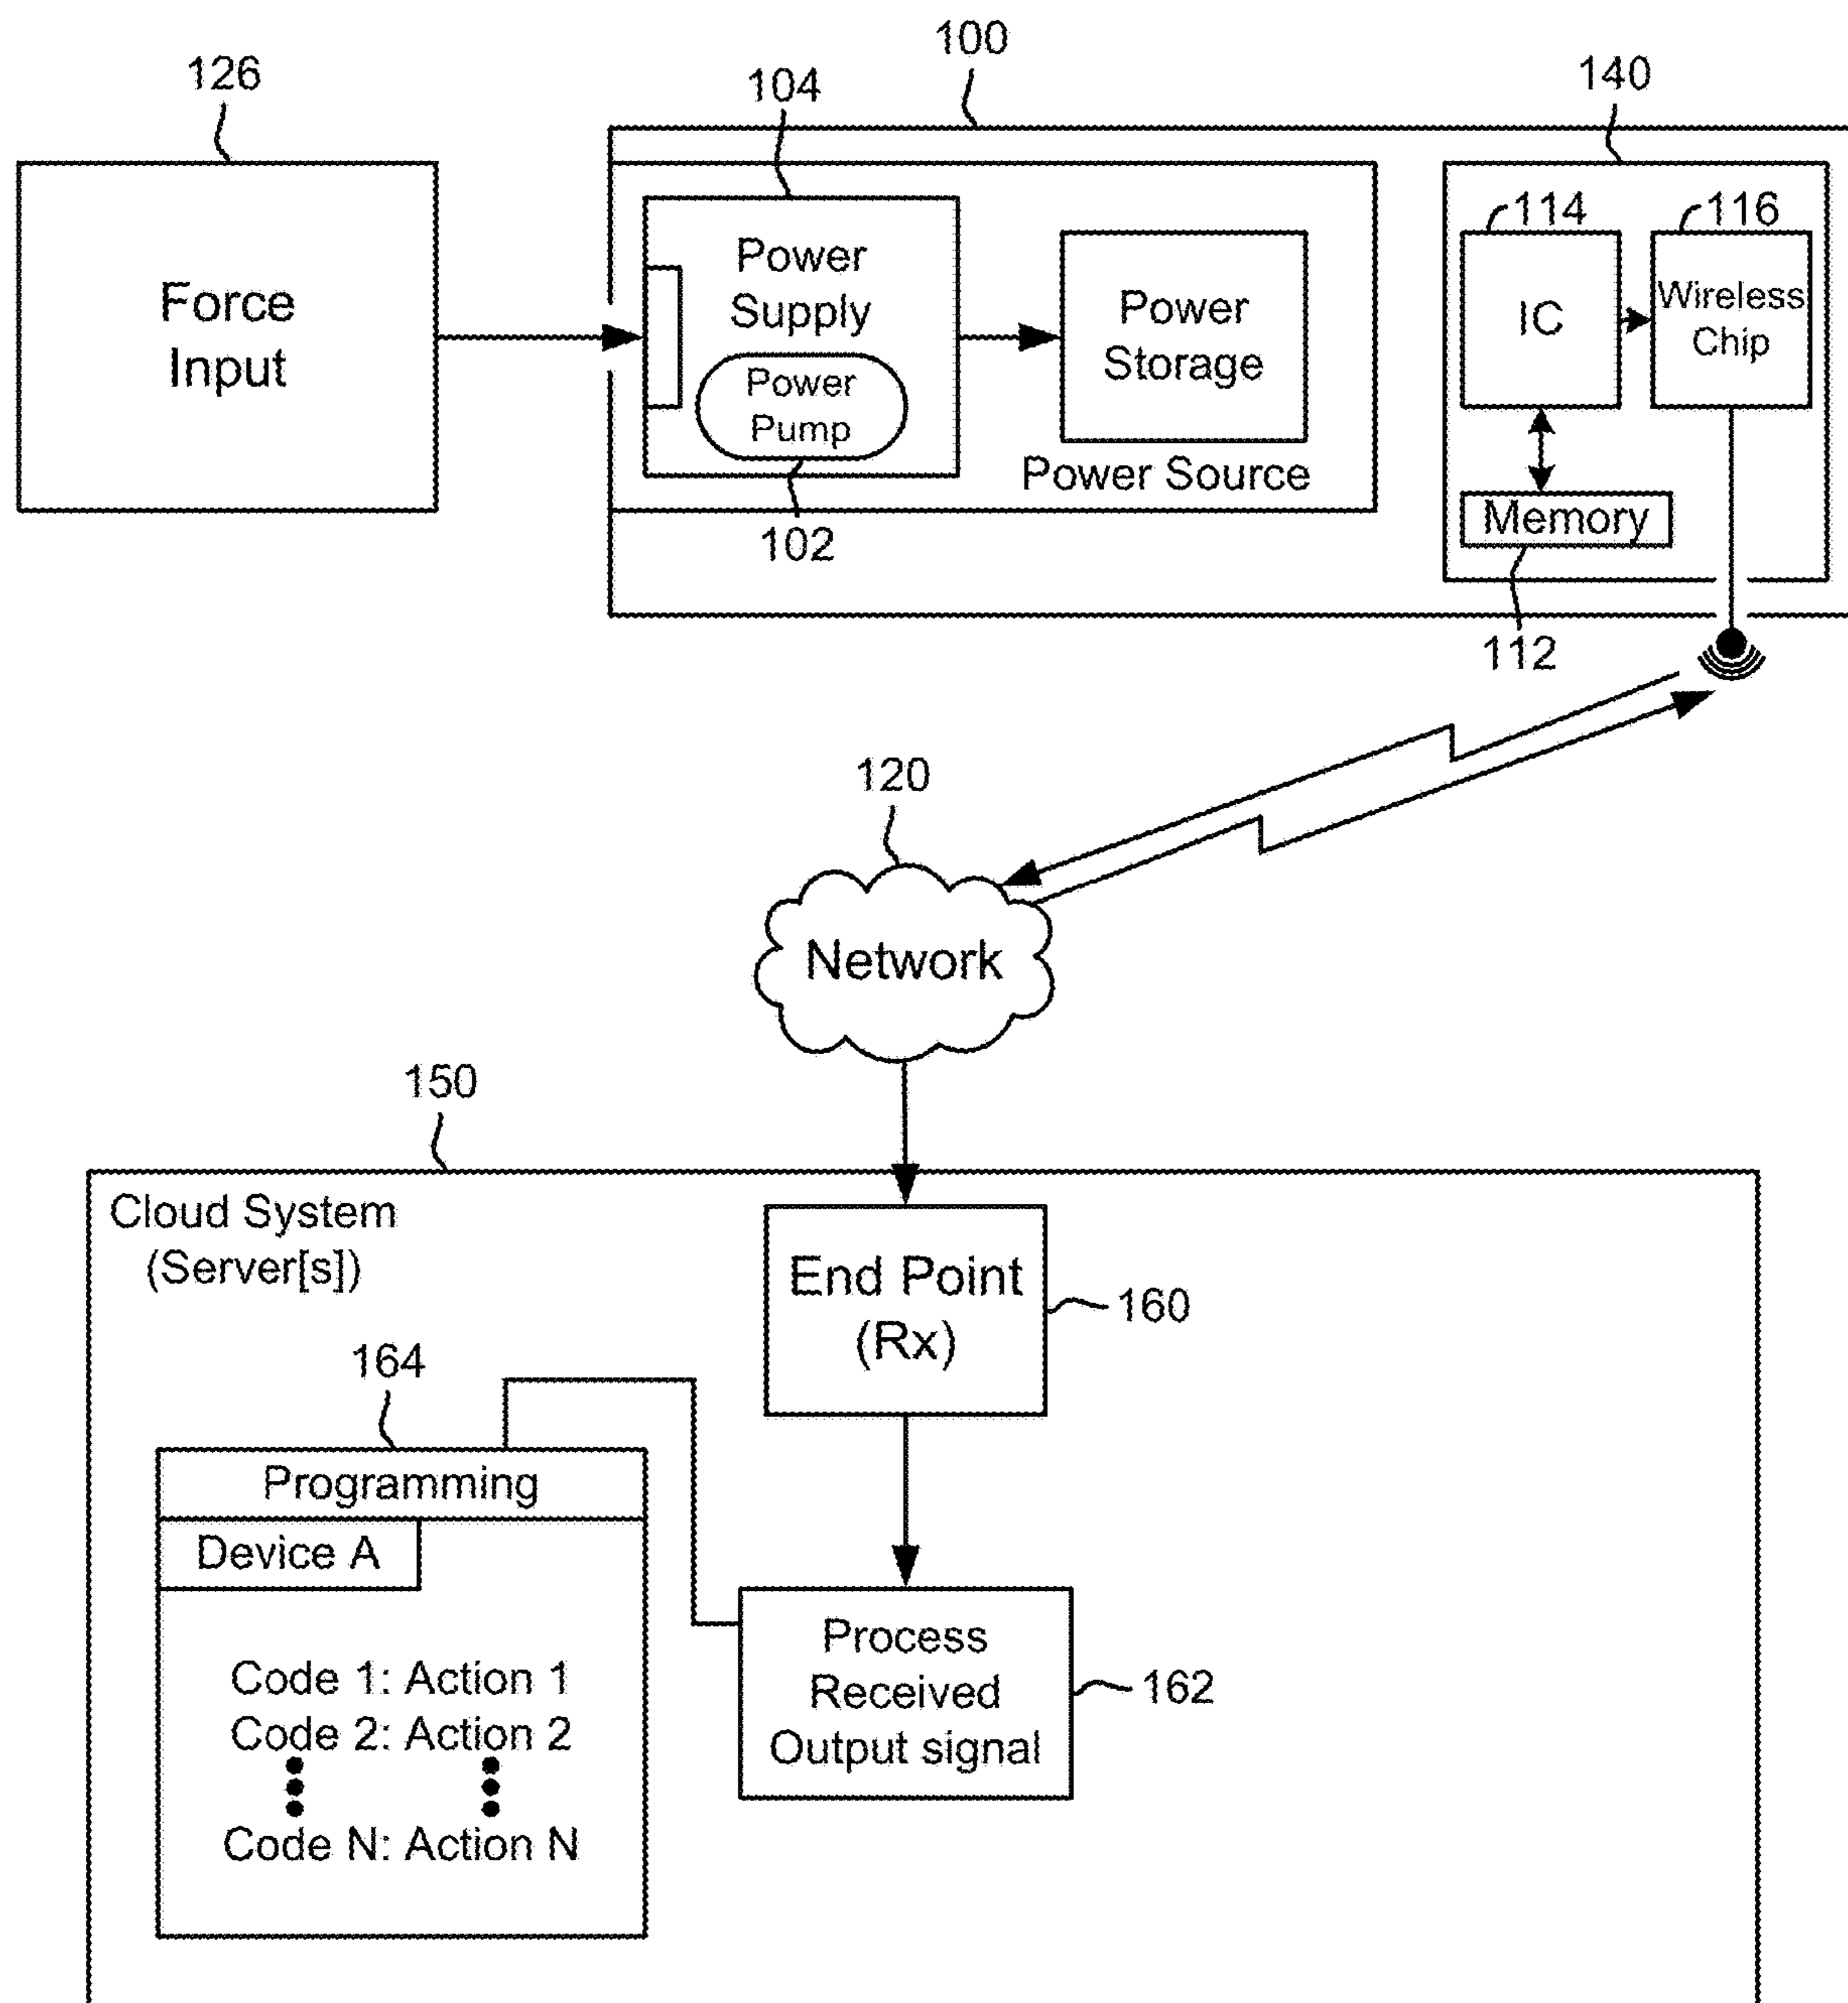 100
126
104
140
114
116
Force
Input
Power
Supply
Power
Pump
Power
Storage
Power Source
IC
Wireless
Chip
Memory
102
112
120
Network
150
Cloud System
(Server[s])
End Point
(Rx)
160
164
Programming
Device A
Code 1: Action 1
Code 2: Action 2
Code N: Action N
Process
Received
Output signal
162